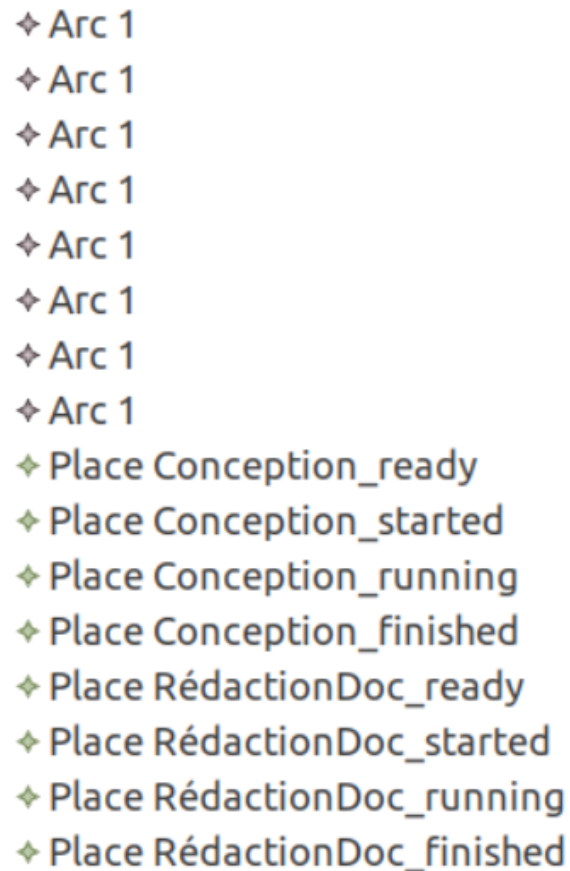 Arc 1
Arc 1
Arc 1
Arc 1
Arc 1
Arc 1
Arc 1
Arc 1
Place Conception_ready
Place Conception_started
Place Conception_running
Place Conception_finished
Place RédactionDoc_ready
Place RédactionDoc_started
Place RédactionDoc_running
Place RédactionDoc_finished